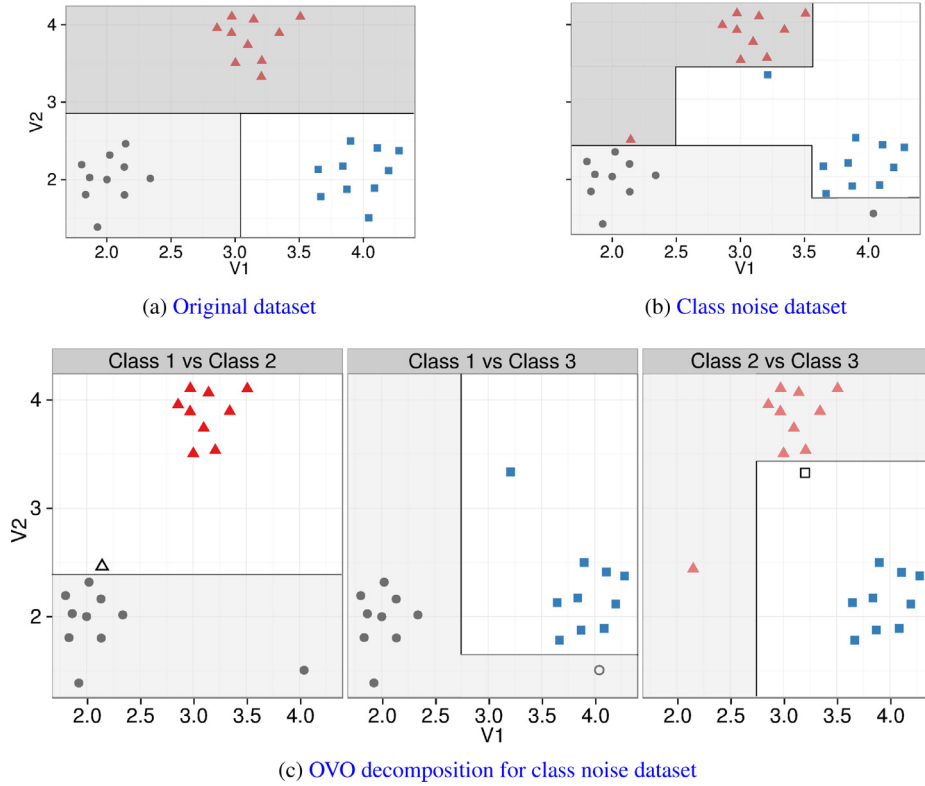 4
3
2
V2
2.0 2.5 3.0 3.5 4.0
V1
(a) Original dataset
2.0 2.5 3.0 3.5 4.0
V1
(b) Class noise dataset
Class 1 vs Class 2
Class 1 vs Class 3
Class 2 vs Class 3
4
3
2
V2
2.0 2.5 3.0 3.5 4.0
2.0 2.5 3.0 3.5 4.0
2.0 2.5 3.0 3.5 4.0
V1
(c) OVO decomposition for class noise dataset